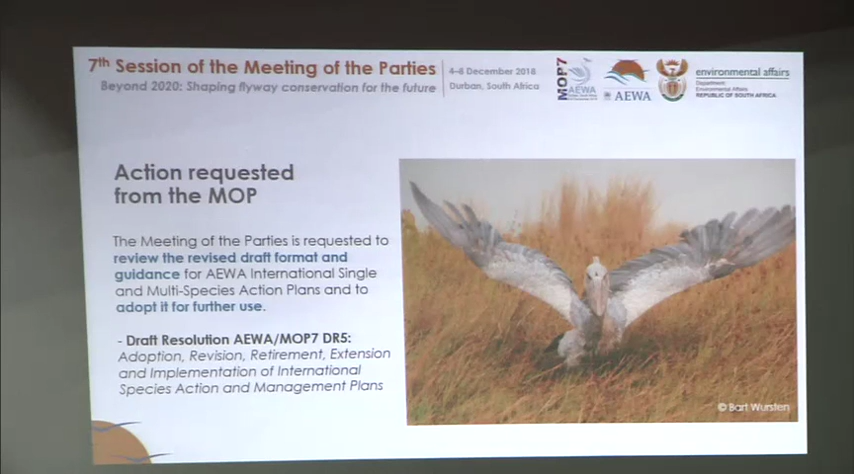 7th Session of the Meeting of the Parties
Beyond 2020: Shaping flyway conservation for the future
4–8 December 2018
Durban, South Africa
MOP7
AEWA
AEWA
environmental affairs
Department:
Environmental Affairs
REPUBLIC OF SOUTH AFRICA
Action requested
from the MOP
The Meeting of the Parties is requested to
review the revised draft format and
guidance for AEWA International Single
and Multi-Species Action Plans and to
adopt it for further use.
- Draft Resolution AEWA/MOP7 DR5:
Adoption, Revision, Retirement, Extension
and Implementation of International
Species Action and Management Plans
© Bart Wursten